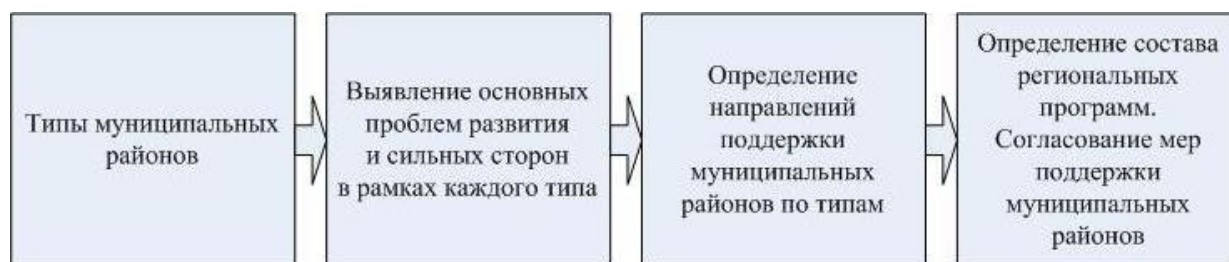 Типы муниципальных
районов
Выявление основных
проблем развития
и сильных сторон
в рамках каждого типа
Определение
направлений
поддержки
муниципальных
районов по типам
Определение состава
региональных
программ.
Согласование мер
поддержки
муниципальных
районов